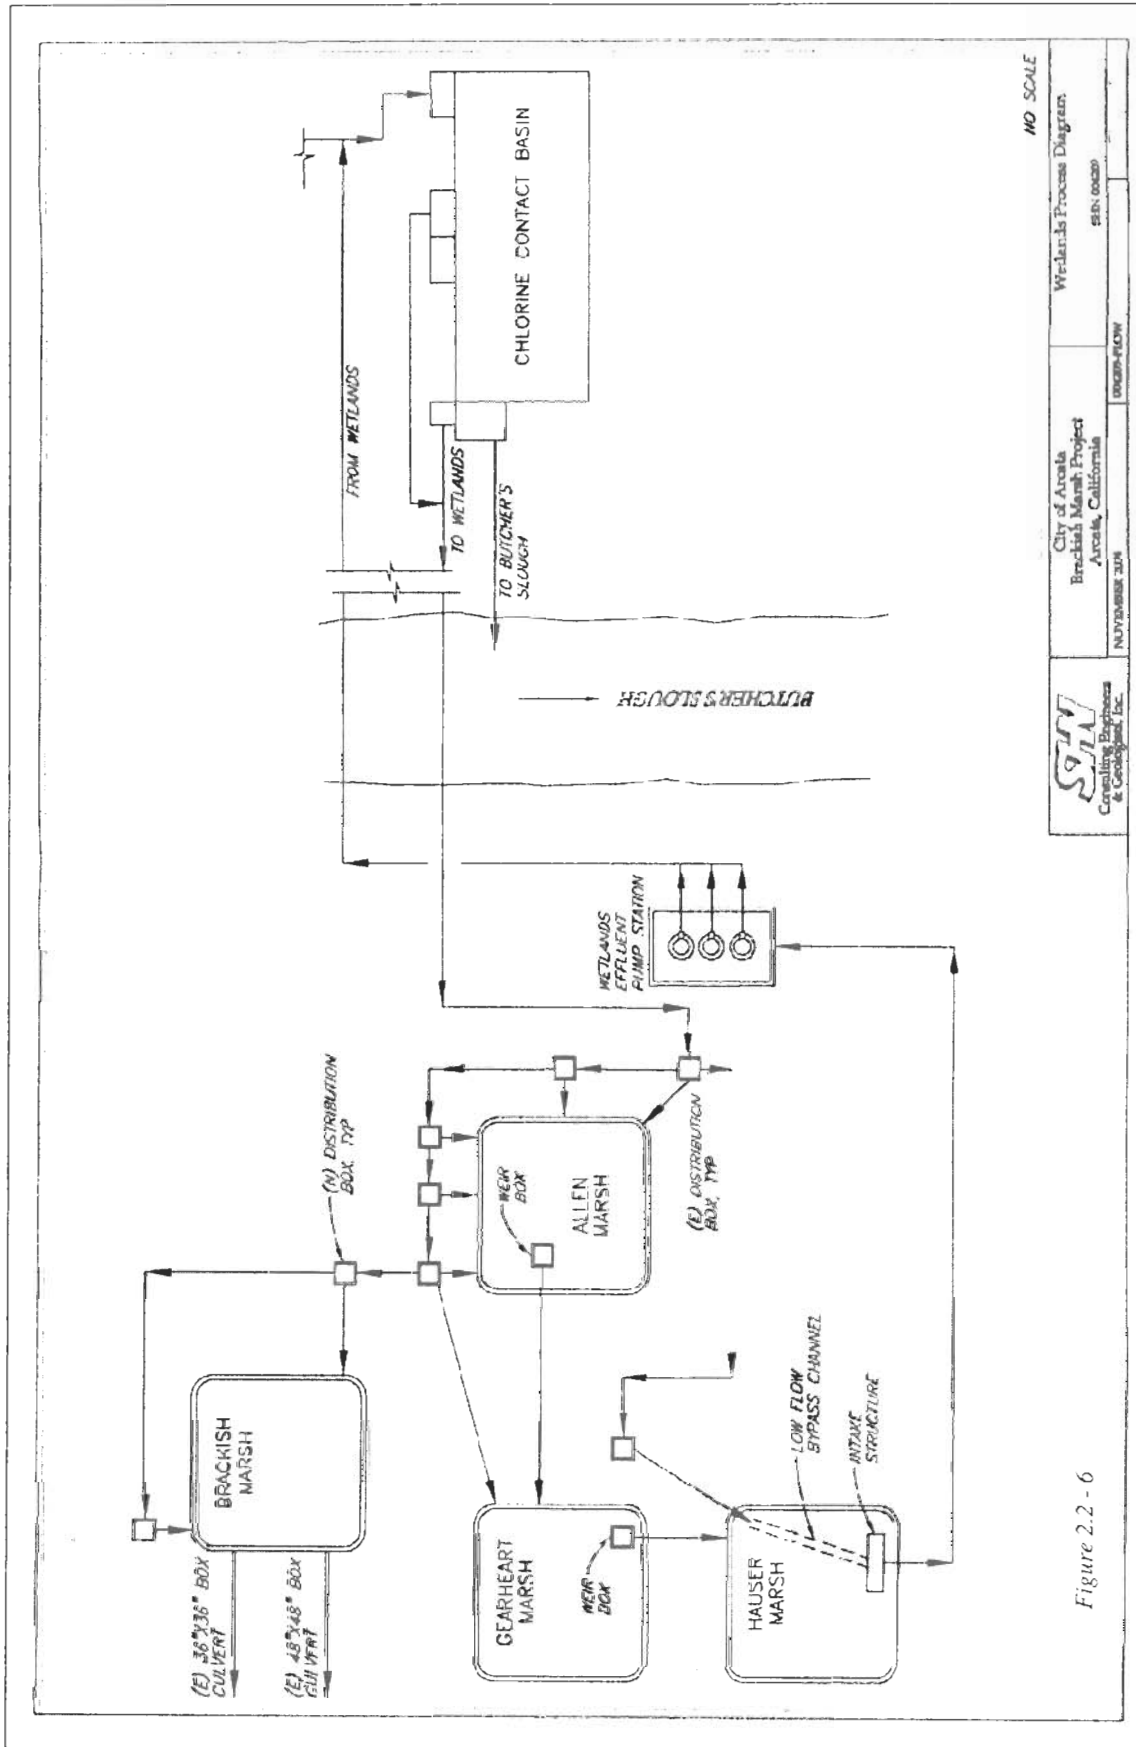 (E) 36"X36" BOX
CULVERT
(E) 48"X48" BOX
CULVERT
BRACKISH
MARSH
(N) DISTRIBUTION
BOX, TYP
GEARHEART
MARSH
WEIR
BOX
HAUSER
MARSH
LOW FLOW
BYPASS CHANNEL
INTAKE
STRUCTURE
WEIR
BOX
ALLEN
MARSH
(E) DISTRIBUTION
BOX, TYP
WETLANDS
EFFLUENT
PUMP STATION
BUTCHER'S SLOUGH
FROM WETLANDS
TO WETLANDS
TO BUTCHER'S
SLOUGH
CHLORINE CONTACT BASIN
NO SCALE
Consulting Engineers
& Geologists, Inc.
City of Arcata
Brackish Marsh Project
Arcata, California
Wetlands Process Diagram
NOVEMBER
Figure 2.2 - 6